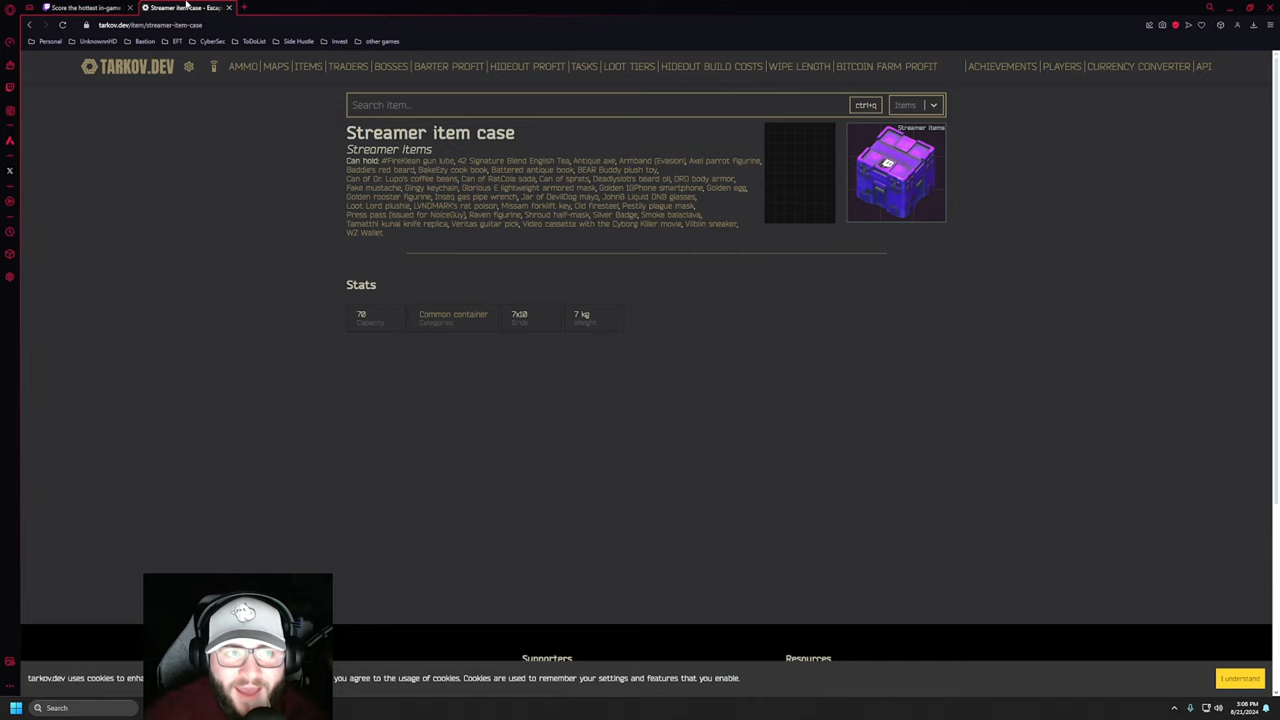 Score the hottest in-game
Streamer item case - Escap
tarkov.dev/item/streamer-item-case
Personal UnknownnHD Bastion EFT CyberSec ToDoList Side Hustle Invest other games
TARKOV.DEV AMMO MAPS ITEMS TRADERS BOSSES BARTER PROFIT HIDEOUT PROFIT TASKS LOOT TIERS HIDEOUT BUILD COSTS WIPE LENGTH BITCOIN FARM PROFIT ACHIEVEMENTS PLAYERS CURRENCY CONVERTER API
Search item... ctrl+q Items
Streamer item case
Streamer items
Streamer items
Can hold: #FireKlean gun lube, 42 Signature Blend English Tea, Antique axe, Armband (Evasion), Axel parrot figurine,
Baddie's red beard, BakeEzy cook book, Battered antique book, BEAR Buddy plush toy,
Can of Dr. Lupo's coffee beans, Can of RatCola soda, Can of sprats, Deadlyslob's beard oil, DRD body armor,
Fake mustache, Gingy keychain, Glorious E lightweight armored mask, Golden 1GPhone smartphone, Golden egg,
Golden rooster figurine, Inseq gas pipe wrench, Jar of DevilDog mayo, JohnB Liquid DNB glasses,
Loot Lord plushie, LVNDMARK's rat poison, Missam forklift key, Old firesteel, Pestily plague mask,
Press pass (issued for NoiceGuy), Raven figurine, Shroud half-mask, Silver Badge, Smoke balaclava,
Tamatthi kunai knife replica, Veritas guitar pick, Video cassette with the Cyborg Killer movie, Viibiin sneaker,
WZ Wallet
Stats
70 Common container 7x10 7 kg
Capacity Categories Grids Weight
Supporters Resources
tarkov.dev uses cookies to enha you agree to the usage of cookies. Cookies are used to remember your settings and features that you enable.
I understand
Search
3:08 PM
8/21/2024